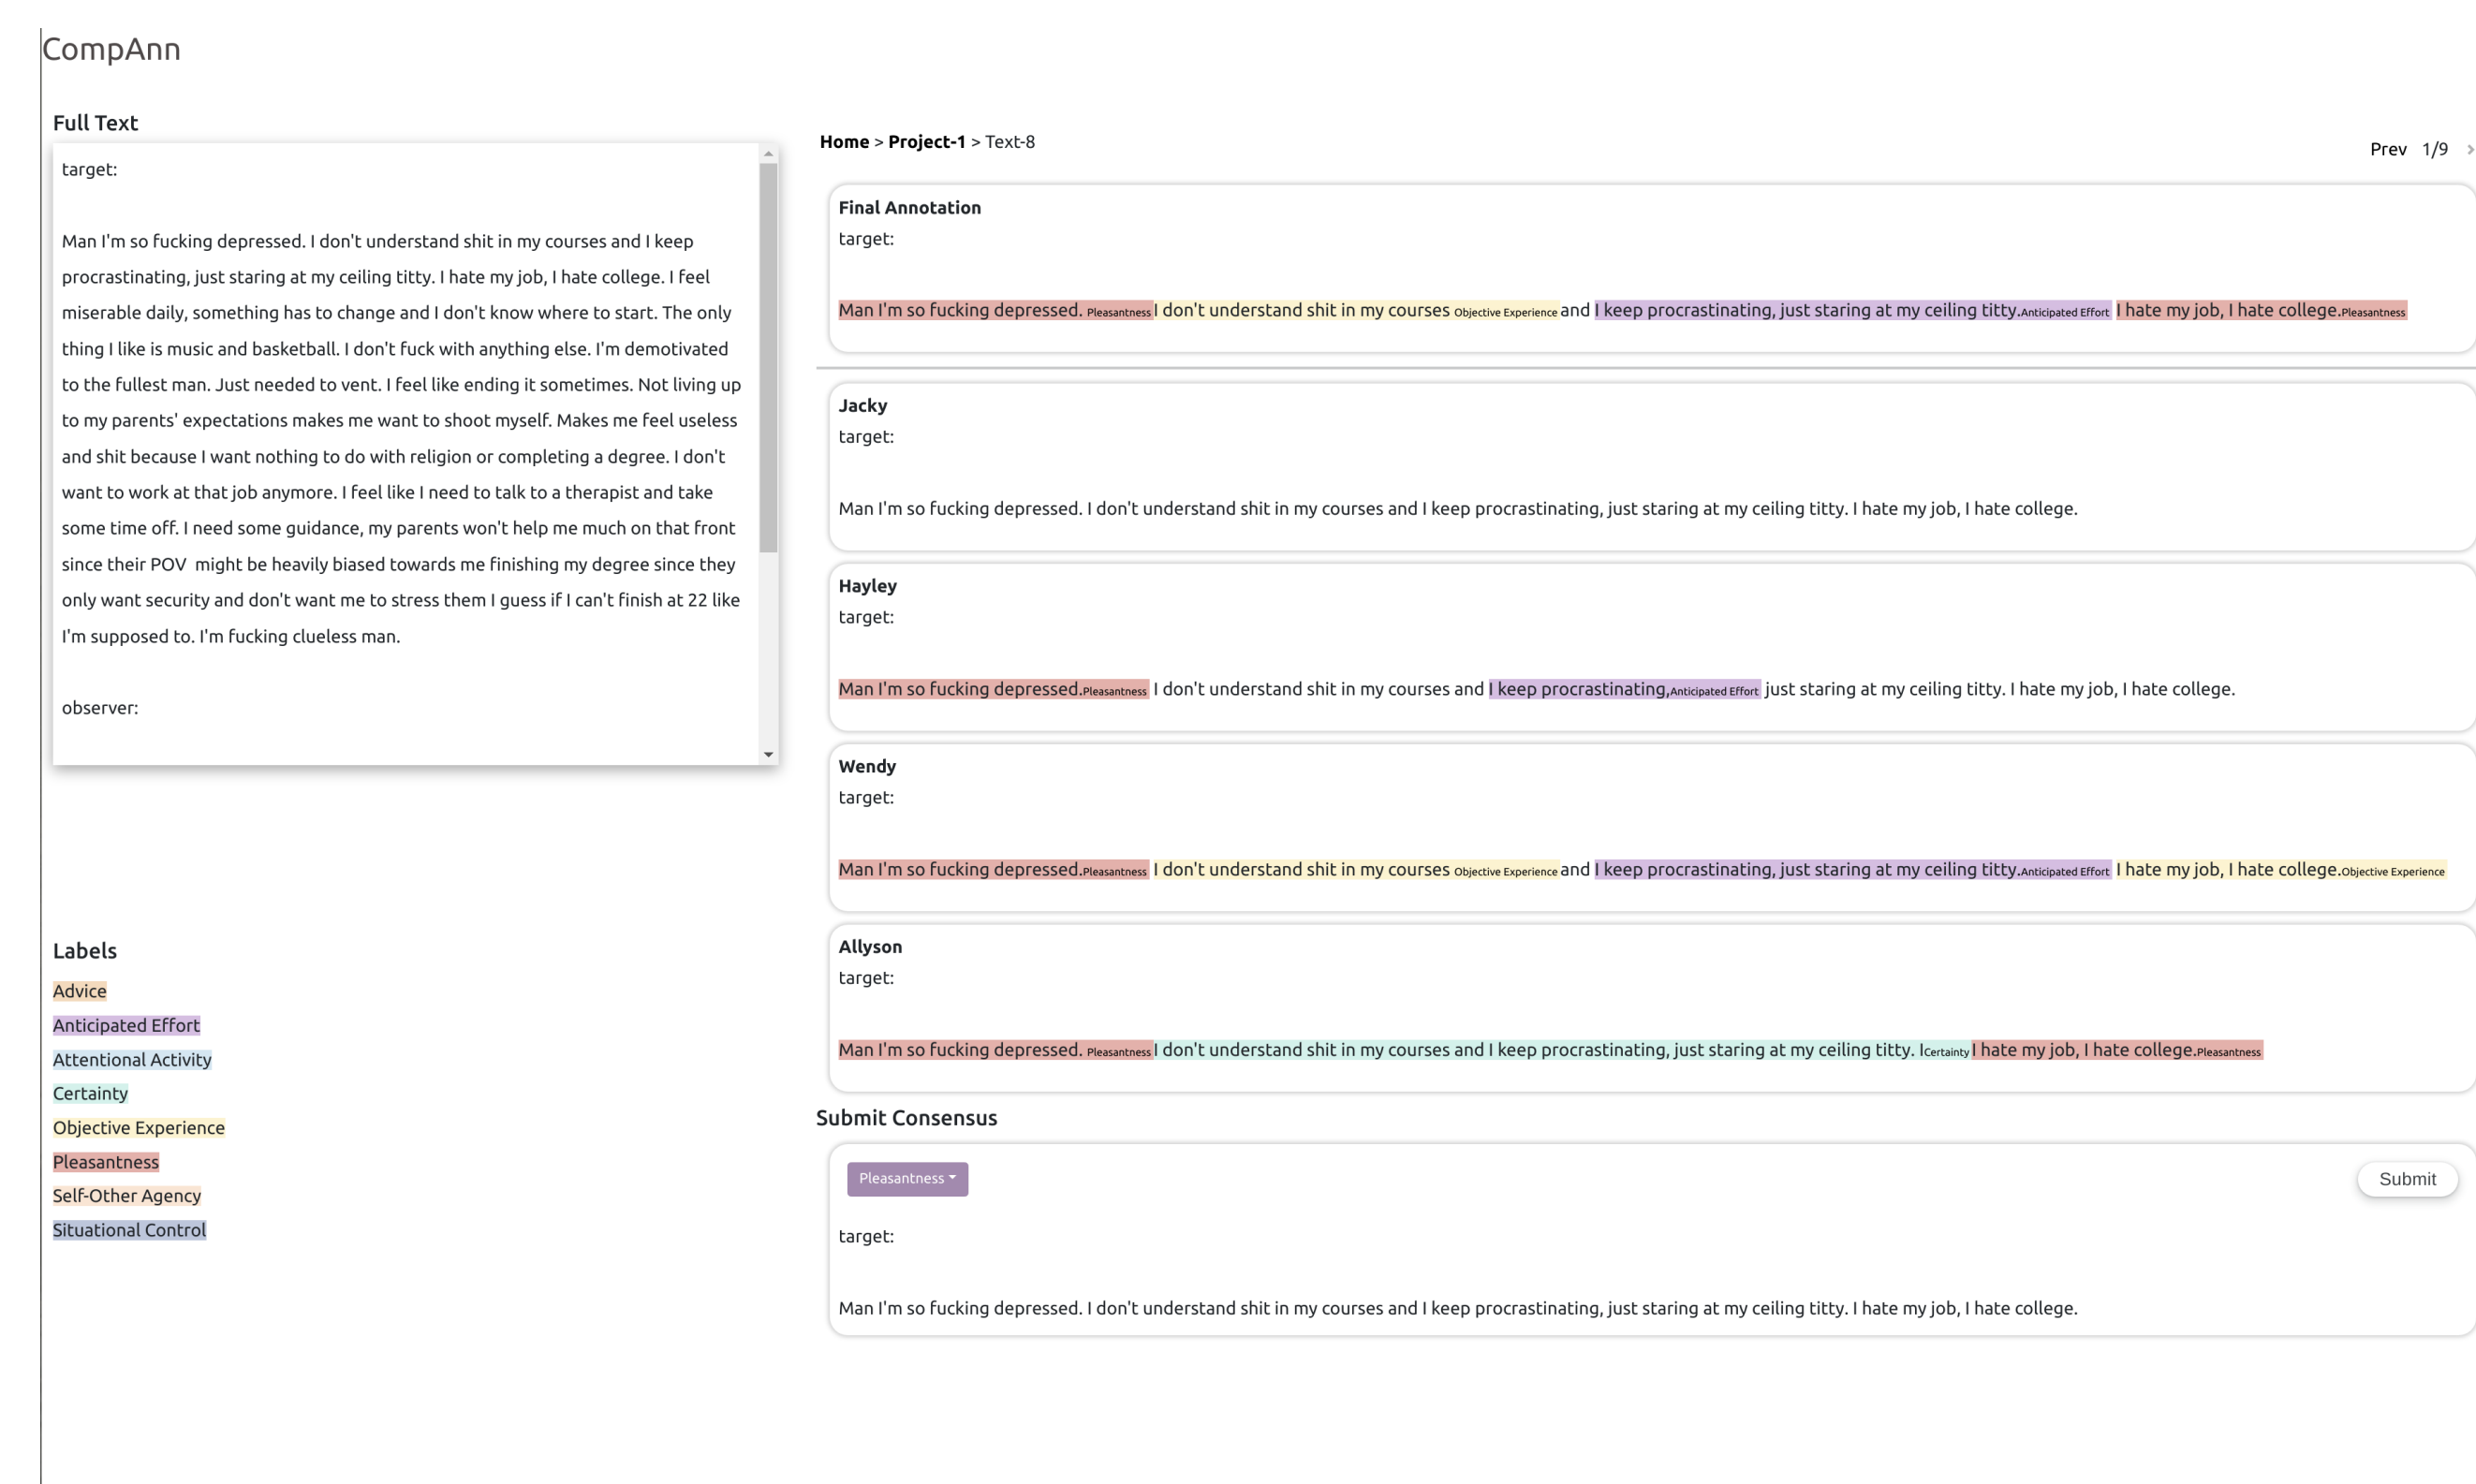 CompAnn
Full Text
target:
Man I'm so fucking depressed. I don't understand shit in my courses and I keep
procrastinating, just staring at my ceiling titty. I hate my job, I hate college. I feel
miserable daily, something has to change and I don't know where to start. The only
thing I like is music and basketball. I don't fuck with anything else. I'm demotivated
to the fullest man. Just needed to vent. I feel like ending it sometimes. Not living up
to my parents' expectations makes me want to shoot myself. Makes me feel useless
and shit because I want nothing to do with religion or completing a degree. I don't
want to work at that job anymore. I feel like I need to talk to a therapist and take
some time off. I need some guidance, my parents won't help me much on that front
since their POV  might be heavily biased towards me finishing my degree since they
only want security and don't want me to stress them I guess if I can't finish at 22 like
I'm supposed to. I'm fucking clueless man.
observer:
Labels
Advice
Anticipated Effort
Attentional Activity
Certainty
Objective Experience
Pleasantness
Self-Other Agency
Situational Control
Home > Project-1 > Text-8
Prev 1/9 >
Final Annotation
target:
Man I'm so fucking depressed. Pleasantness I don't understand shit in my courses Objective Experience and I keep procrastinating, just staring at my ceiling titty. Anticipated Effort I hate my job, I hate college. Pleasantness
Jacky
target:
Man I'm so fucking depressed. I don't understand shit in my courses and I keep procrastinating, just staring at my ceiling titty. I hate my job, I hate college.
Hayley
target:
Man I'm so fucking depressed. Pleasantness I don't understand shit in my courses and I keep procrastinating, Anticipated Effort just staring at my ceiling titty. I hate my job, I hate college.
Wendy
target:
Man I'm so fucking depressed. Pleasantness I don't understand shit in my courses Objective Experience and I keep procrastinating, just staring at my ceiling titty. Anticipated Effort I hate my job, I hate college. Objective Experience
Allyson
target:
Man I'm so fucking depressed. Pleasantness I don't understand shit in my courses and I keep procrastinating, just staring at my ceiling titty. I Certainty I hate my job, I hate college. Pleasantness
Submit Consensus
Pleasantness
Submit
target:
Man I'm so fucking depressed. I don't understand shit in my courses and I keep procrastinating, just staring at my ceiling titty. I hate my job, I hate college.